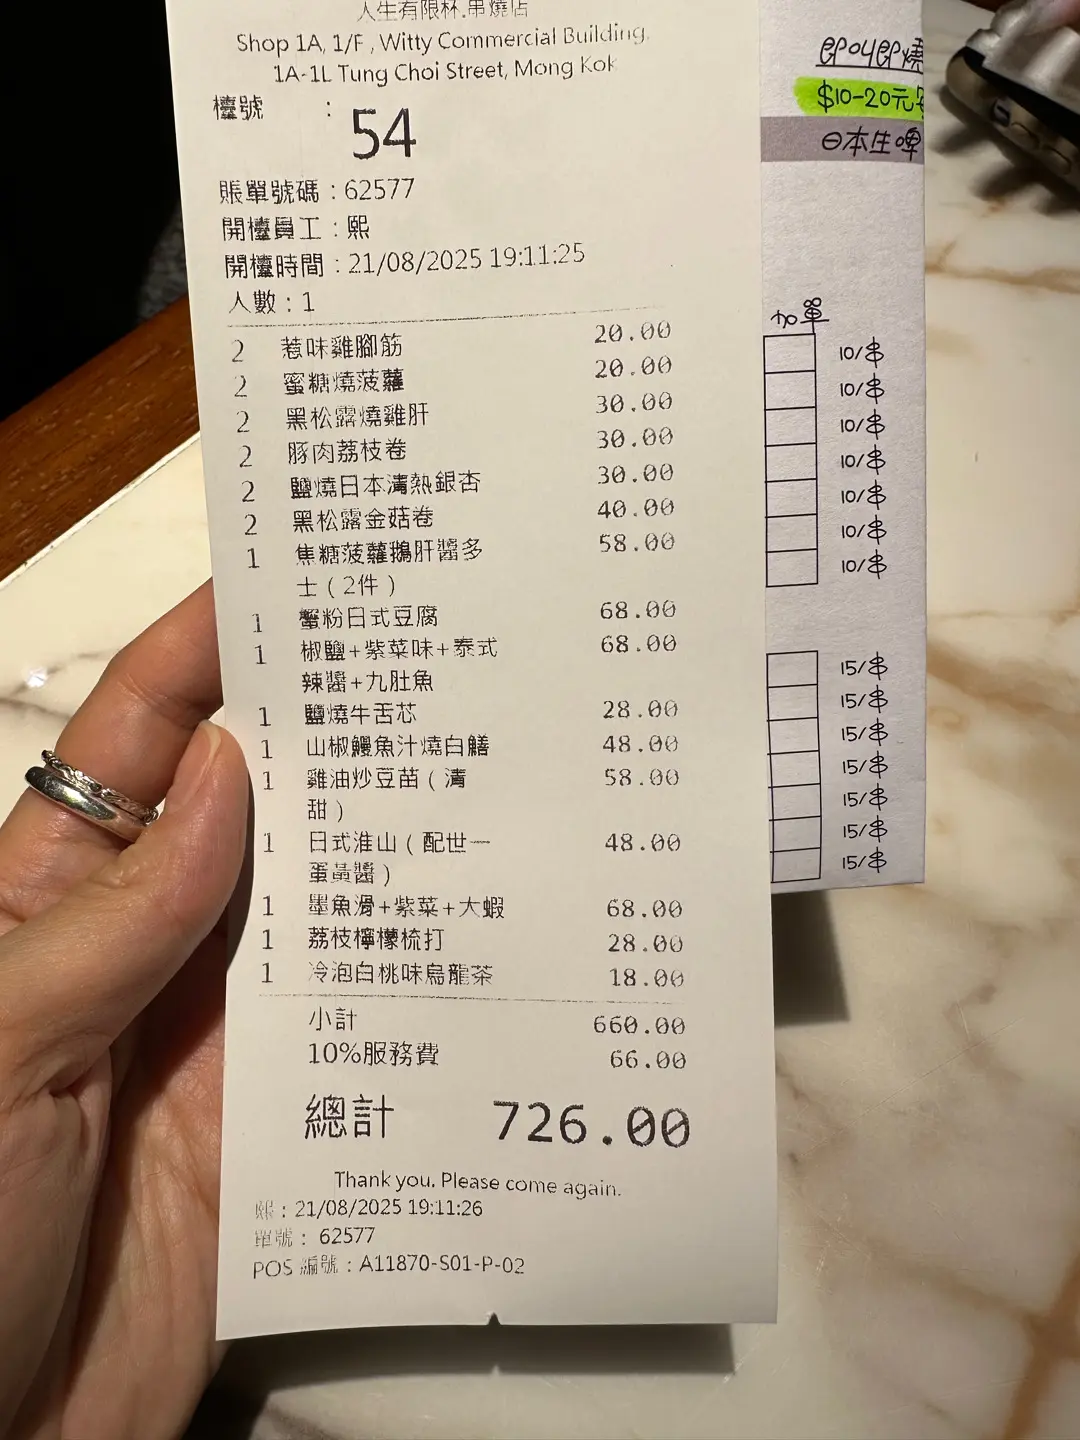 人生有限杯.串燒店
Shop 1A, 1/F , Witty Commercial Building,
1A-1L Tung Choi Street, Mong Kok
檯號 : 54
賬單號碼 : 62577
開檯員工 : 熙
開檯時間 : 21/08/2025 19:11:25
人數 : 1
2 惹味雞腳筋 20.00
2 蜜糖燒菠蘿 20.00
2 黑松露燒雞肝 30.00
2 豚肉荔枝卷 30.00
2 鹽燒日本清熱銀杏 30.00
2 黑松露金菇卷 40.00
1 焦糖菠蘿鵝肝醬多 58.00
士（2件）
1 蟹粉日式豆腐 68.00
1 椒鹽+紫菜味+泰式 68.00
辣醬+九肚魚
1 鹽燒牛舌芯 28.00
1 山椒鰻魚汁燒白鱔 48.00
1 雞油炒豆苗（清 58.00
甜）
1 日式淮山（配世一 48.00
蛋黃醬）
1 墨魚滑+紫菜+大蝦 68.00
1 荔枝檸檬梳打 28.00
1 冷泡白桃味烏龍茶 18.00
小計 660.00
10%服務費 66.00
總計 726.00
Thank you. Please come again.
熙 : 21/08/2025 19:11:26
單號 : 62577
POS 編號 : A11870-S01-P-02
即叫即燒
$10-20元
日本生啤
加單
10/串
10/串
10/串
10/串
10/串
10/串
10/串
15/串
15/串
15/串
15/串
15/串
15/串
15/串